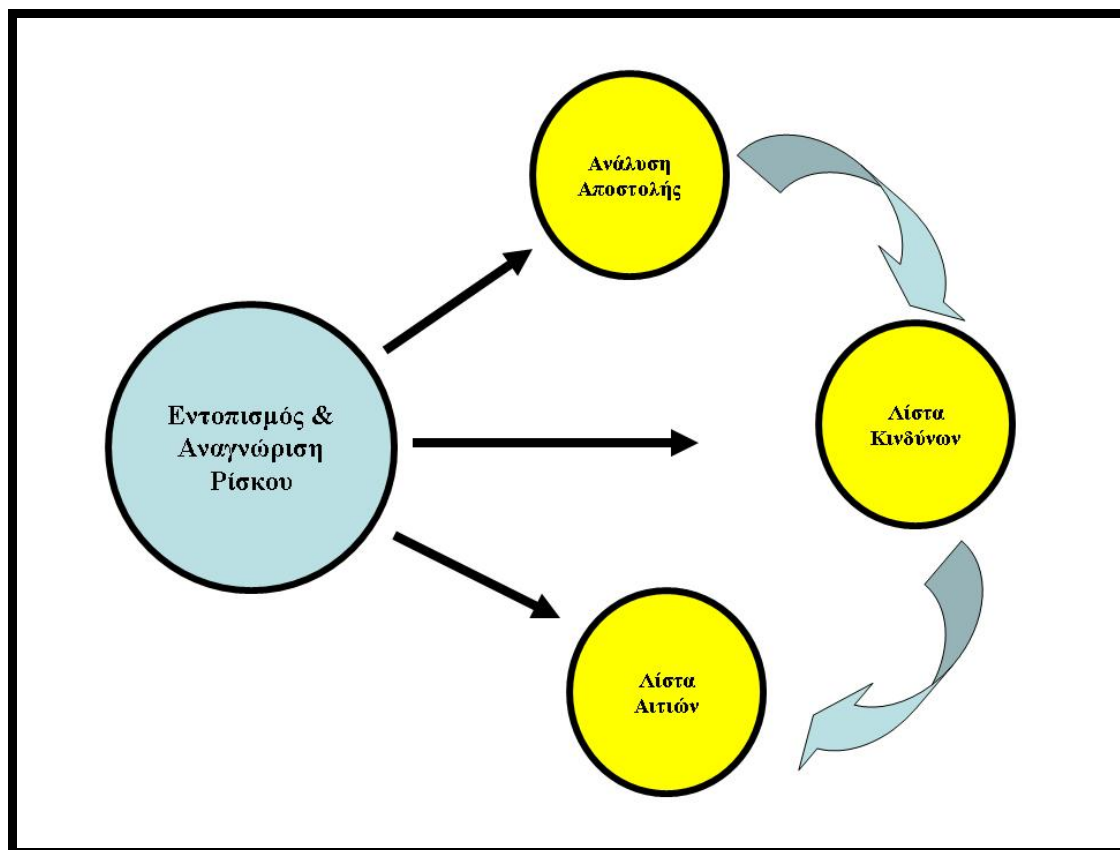 Ανάλυση
Αποστολής
Εντοπισμός &
Αναγνώριση
Ρίσκου
Λίστα
Κινδύνων
Λίστα
Αιτιών